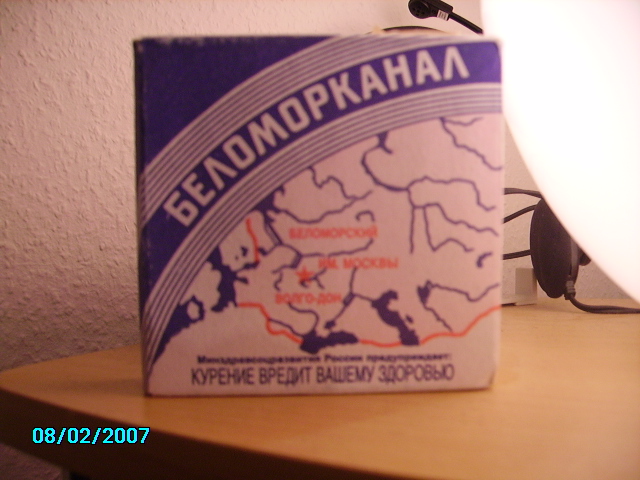 БЕЛОМОРКАНАЛ
БЕЛОМОРСКИЙ
ИМ. МОСКВЫ
ВОЛГО-ДОН
Минздравсоцразвития России предупреждает:
КУРЕНИЕ ВРЕДИТ ВАШЕМУ ЗДОРОВЬЮ
08/02/2007